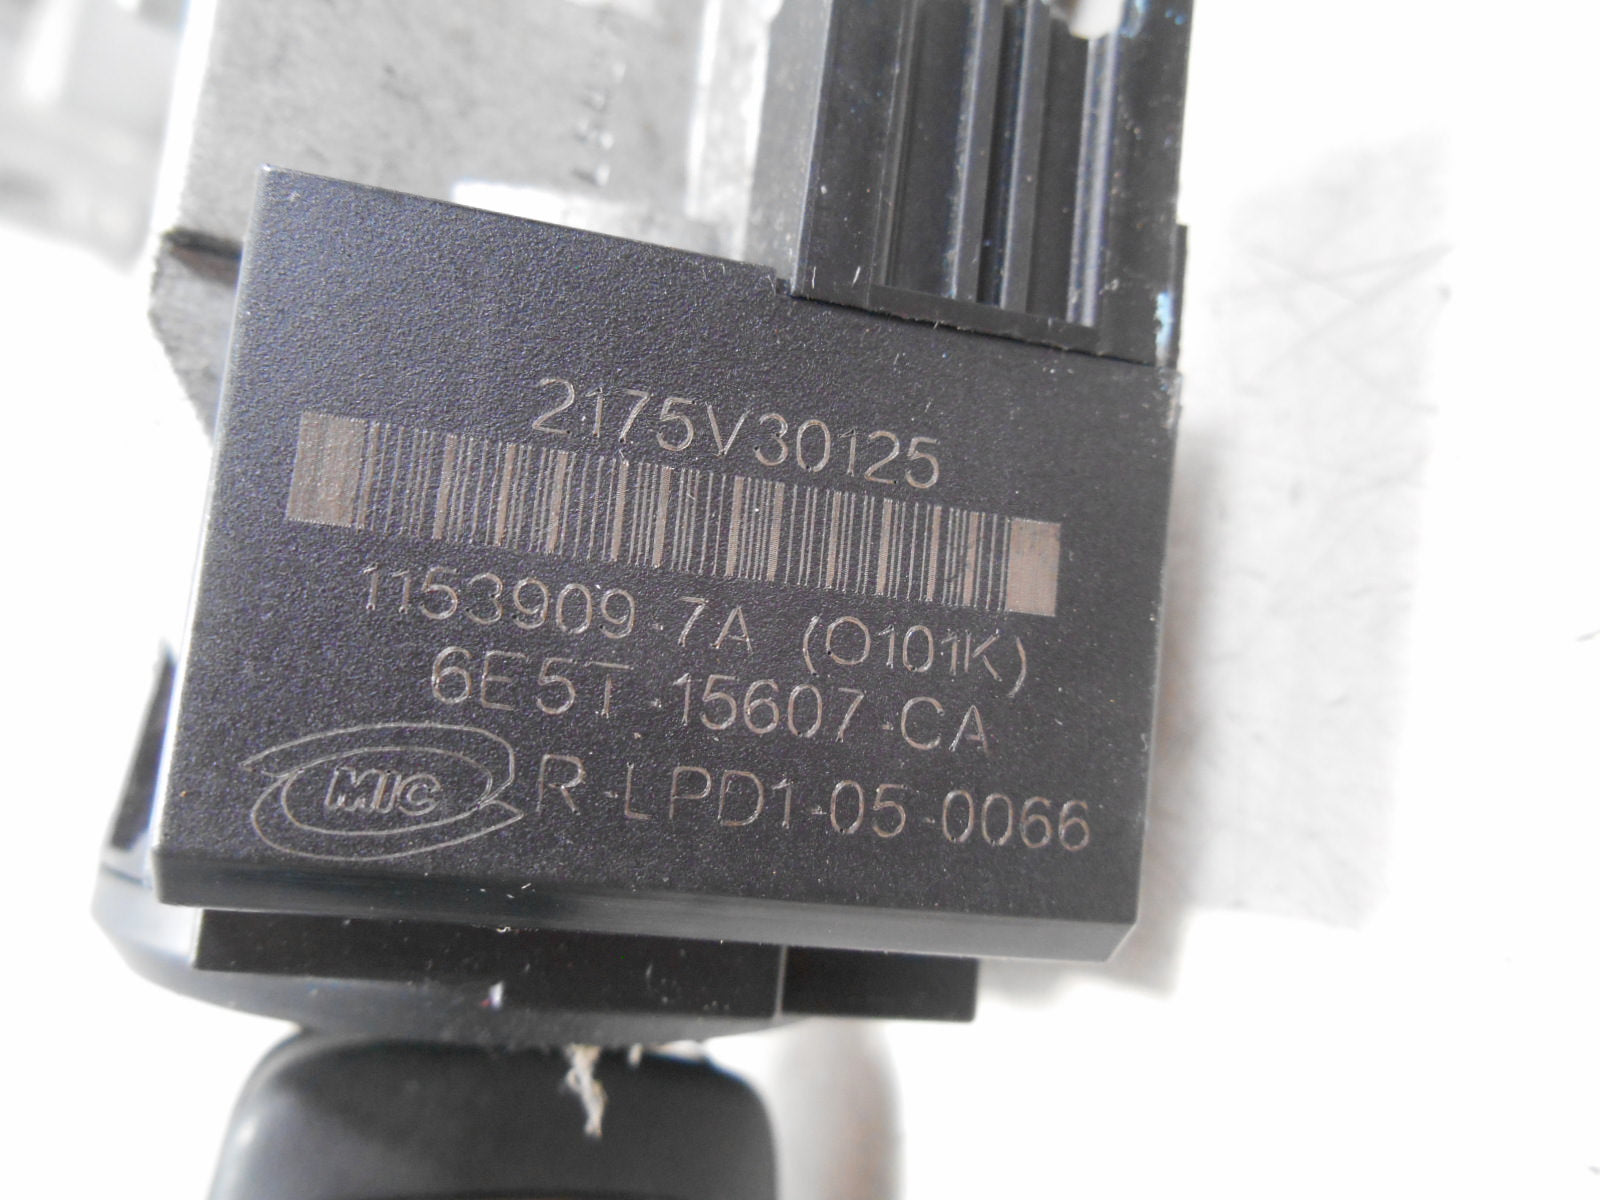 2175V30125
1153909-7A (O101K)
6E5T-15607-CA
MIC R-LPD1-05-0066